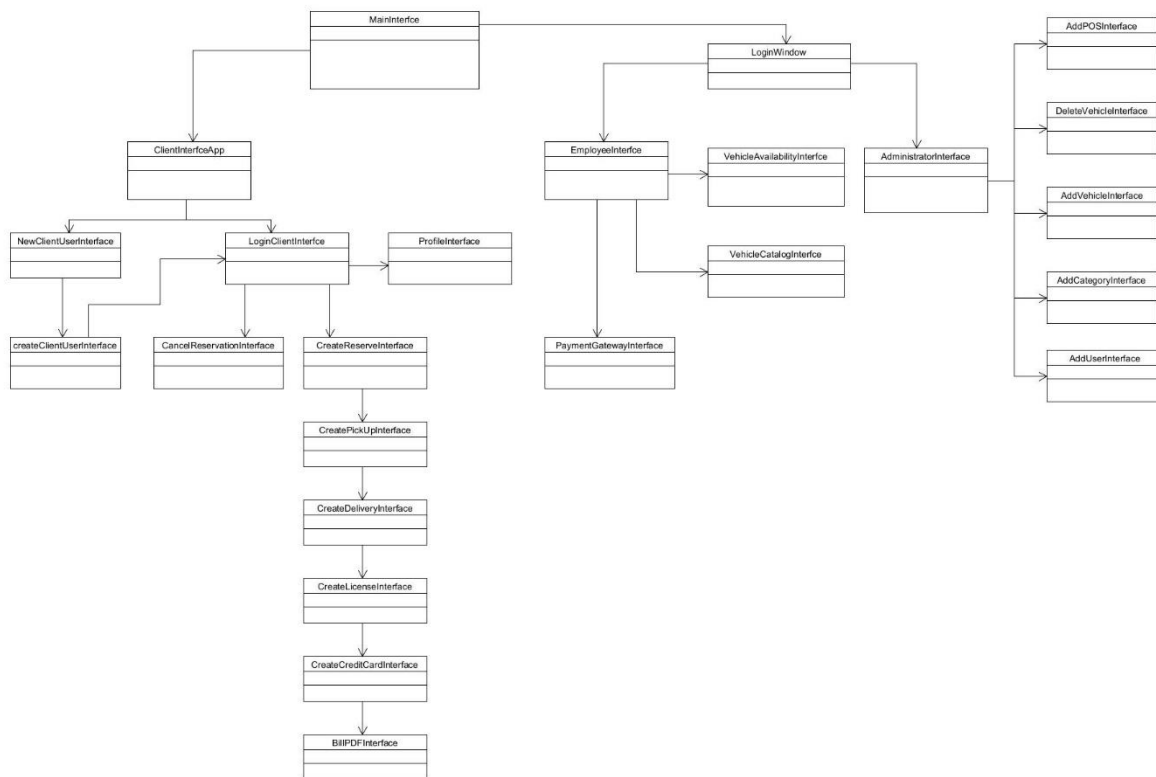 MainInterfce
AddPOSInterface
LoginWindow
DeleteVehicleInterface
ClientInterfceApp
EmployeeInterfce
VehicleAvailabilityInterfce
AdministratorInterface
AddVehicleInterface
NewClientUserInterface
LoginClientInterfce
ProfileInterface
VehicleCatalogInterfce
AddCategoryInterface
createClientUserInterface
CancelReservationInterface
CreateReserveInterface
PaymentGatewayInterface
AddUserInterface
CreatePickUpInterface
CreateDeliveryInterface
CreateLicenseInterface
CreateCreditCardInterface
BillPDFInterface